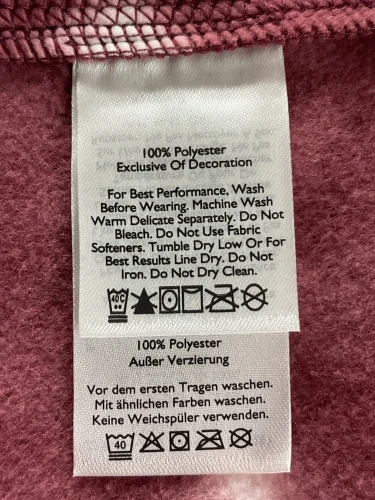 100% Polyester
Exclusive Of Decoration
For Best Performance, Wash
Before Wearing. Machine Wash
Warm Delicate Separately. Do Not
Bleach. Do Not Use Fabric
Softeners. Tumble Dry Low Or For
Best Results Line Dry. Do Not
Iron. Do Not Dry Clean.
40C
100% Polyester
Außer Verzierung
Vor dem ersten Tragen waschen.
Mit ähnlichen Farben waschen.
Keine Weichspüler verwenden.
40